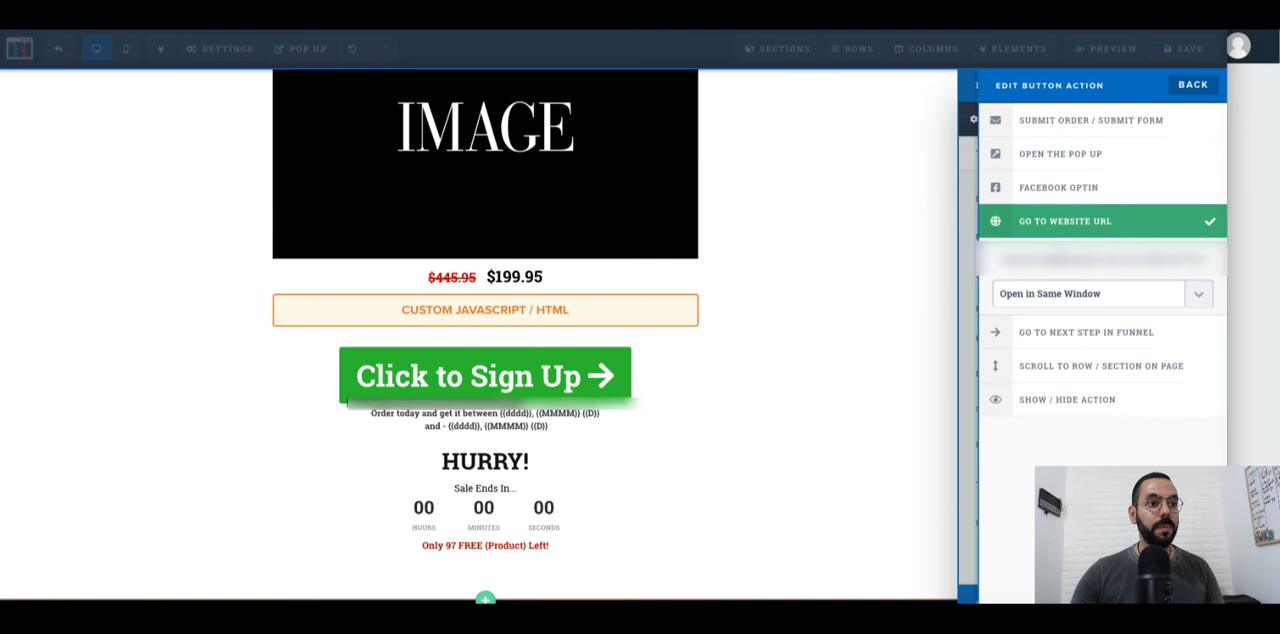 SETTINGS
POP UP
SECTIONS
ROWS
COLUMNS
ELEMENTS
PREVIEW
SAVE
IMAGE
$445.95 $199.95
CUSTOM JAVASCRIPT / HTML
Click to Sign Up
Order today and get it between {{dddd}}, {{MMMM}} {{D}}
and - {{dddd}}, {{MMMM}} {{D}}
HURRY!
Sale Ends In...
00 00 00
HOURS MINUTES SECONDS
Only 97 FREE {Product} Left!
EDIT BUTTON ACTION
BACK
SUBMIT ORDER / SUBMIT FORM
OPEN THE POP UP
FACEBOOK OPTIN
GO TO WEBSITE URL
Open in Same Window
GO TO NEXT STEP IN FUNNEL
SCROLL TO ROW / SECTION ON PAGE
SHOW / HIDE ACTION